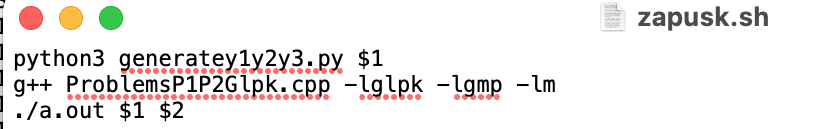 zapusk.sh
python3 generatey1y2y3.py $1
g++ ProblemsP1P2Glpk.cpp -lglpk -lgmp -lm
./a.out $1 $2